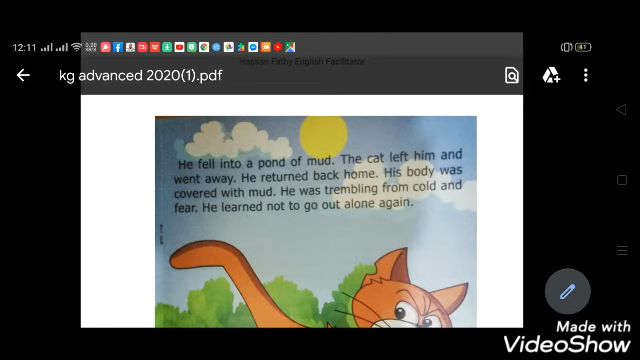 12:11
41
Hassan Fathy English Facilitator
kg advanced 2020(1).pdf
He fell into a pond of mud. The cat left him and
went away. He returned back home. His body was
covered with mud. He was trembling from cold and
fear. He learned not to go out alone again.
Made with
VideoShow